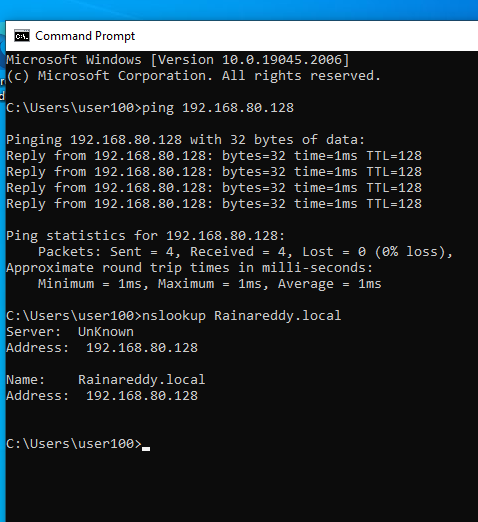 Command Prompt
Microsoft Windows [Version 10.0.19045.2006]
(c) Microsoft Corporation. All rights reserved.
C:\Users\user100>ping 192.168.80.128
Pinging 192.168.80.128 with 32 bytes of data:
Reply from 192.168.80.128: bytes=32 time=1ms TTL=128
Reply from 192.168.80.128: bytes=32 time=1ms TTL=128
Reply from 192.168.80.128: bytes=32 time=1ms TTL=128
Reply from 192.168.80.128: bytes=32 time=1ms TTL=128
Ping statistics for 192.168.80.128:
    Packets: Sent = 4, Received = 4, Lost = 0 (0% loss),
Approximate round trip times in milli-seconds:
    Minimum = 1ms, Maximum = 1ms, Average = 1ms
C:\Users\user100>nslookup Rainareddy.local
Server:  UnKnown
Address:  192.168.80.128
Name:    Rainareddy.local
Address:  192.168.80.128
C:\Users\user100>